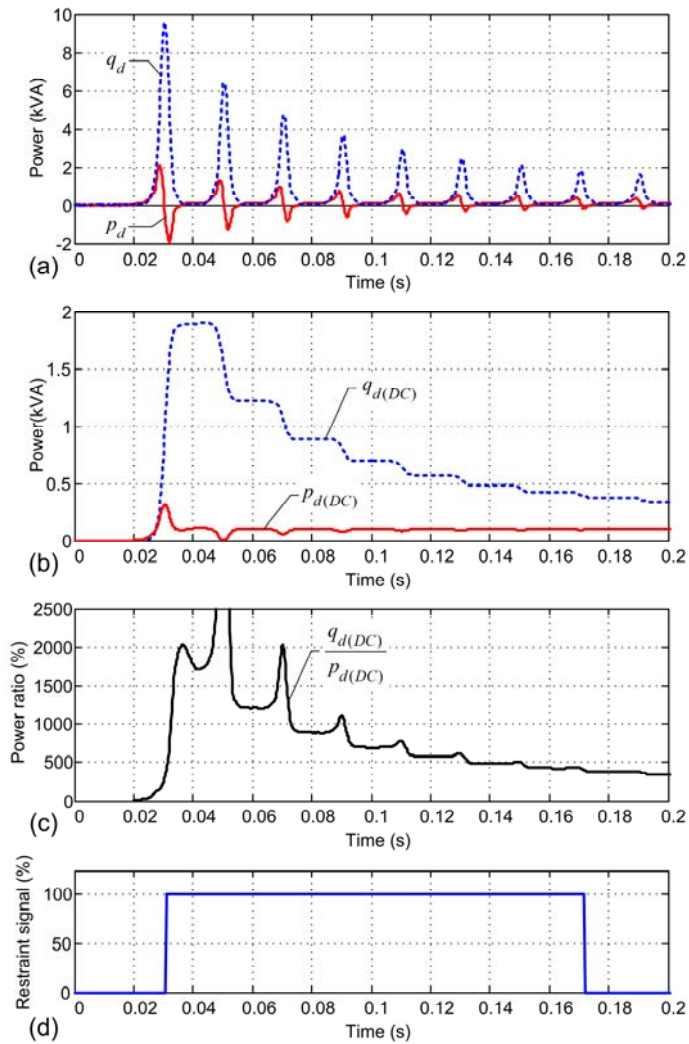 10
8
6
4
2
0
-2
Power (kVA)
q_d
p_d
0 0.02 0.04 0.06 0.08 0.10 0.12 0.14 0.16 0.18 0.2
Time (s)
(a)
2
1.5
1
0.5
0
Power(kVA)
q_{d(DC)}
p_{d(DC)}
0 0.02 0.04 0.06 0.08 0.1 0.12 0.14 0.16 0.18 0.2
Time (s)
(b)
2500
2000
1500
1000
500
0
Power ratio (%)
q_{d(DC)}
p_{d(DC)}
0 0.02 0.04 0.06 0.08 0.1 0.12 0.14 0.16 0.18 0.2
Time (s)
(c)
100
50
0
Restraint signal (%)
0 0.02 0.04 0.06 0.08 0.1 0.12 0.14 0.16 0.18 0.2
Time (s)
(d)